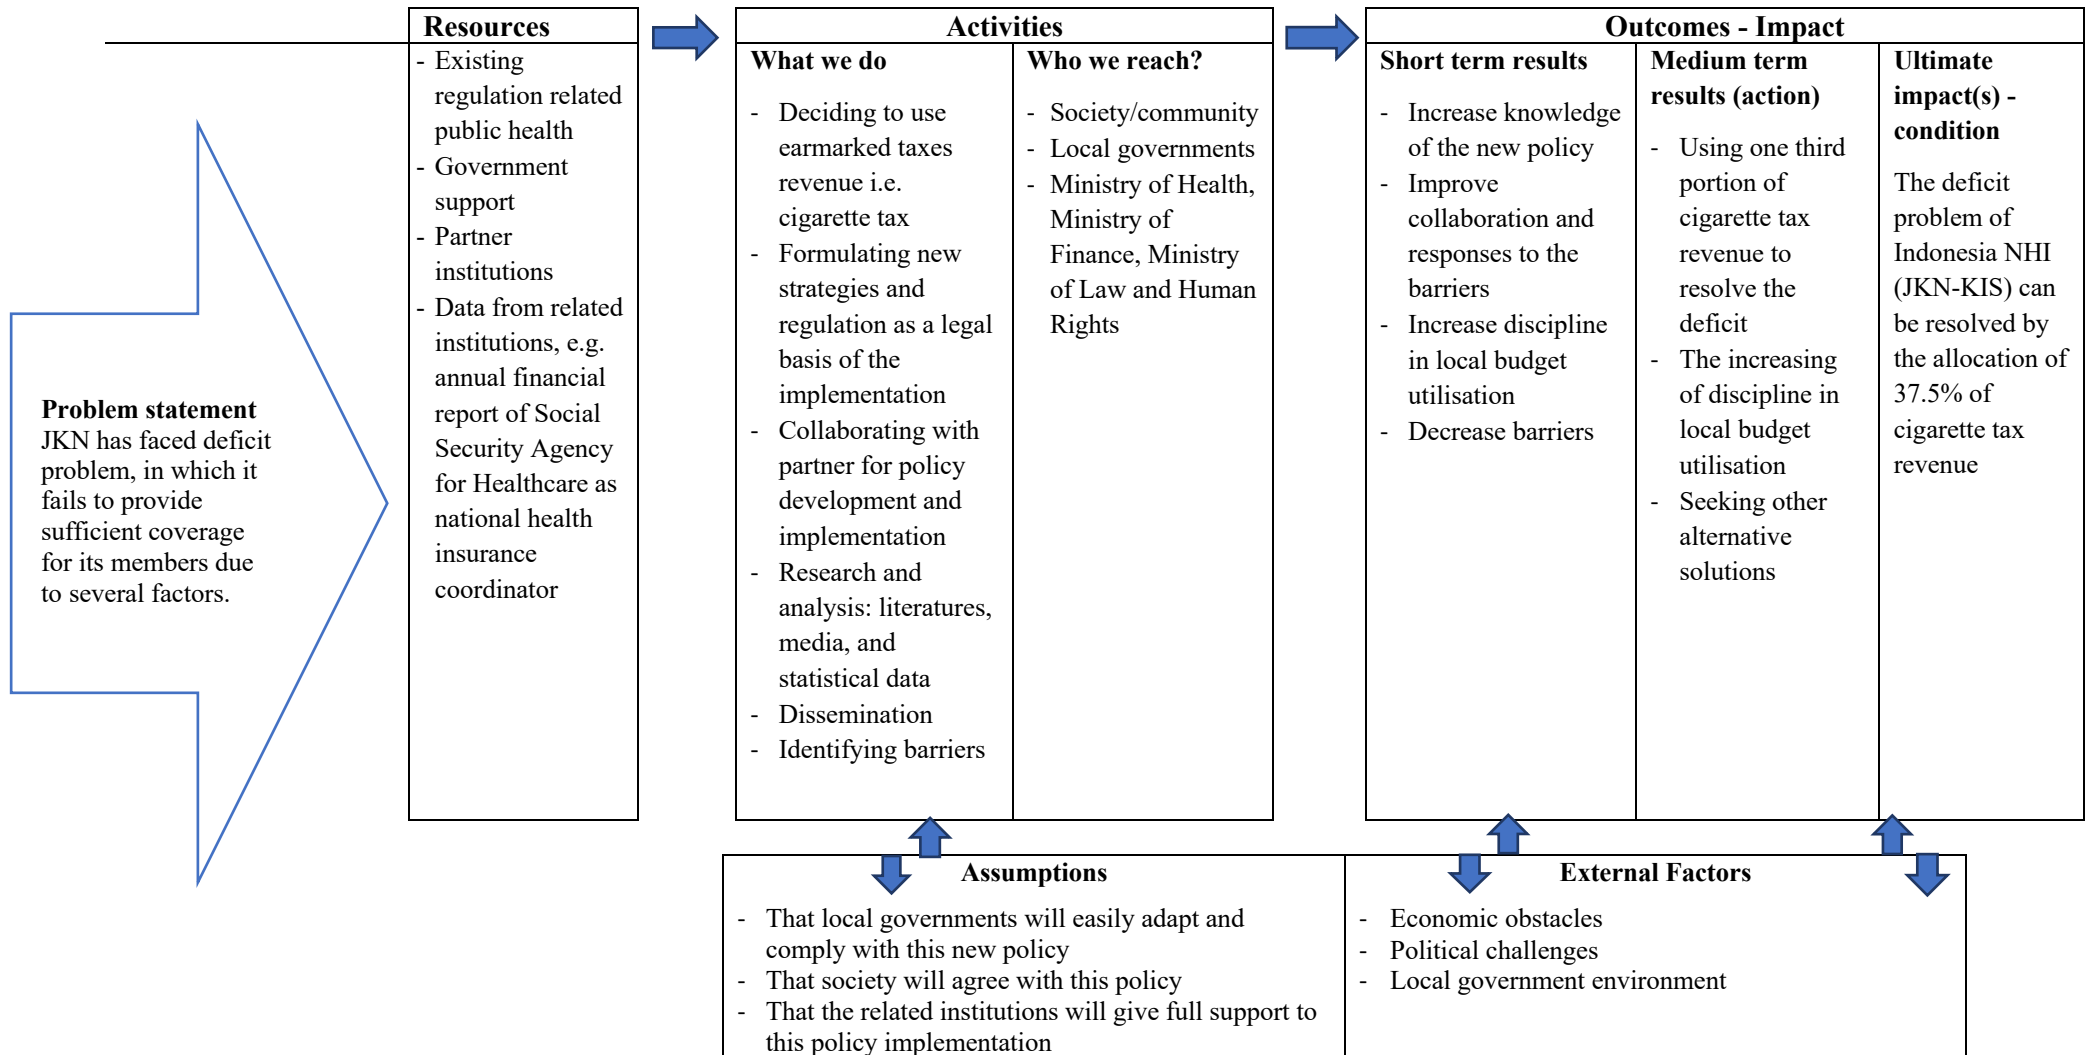 Problem statement
JKN has faced deficit
problem, in which it
fails to provide
sufficient coverage
for its members due
to several factors.
Resources
- Existing
regulation related
public health
- Government
support
- Partner
institutions
- Data from related
institutions, e.g.
annual financial
report of Social
Security Agency
for Healthcare as
national health
insurance
coordinator
Activities
What we do
- Deciding to use
earmarked taxes
revenue i.e.
cigarette tax
- Formulating new
strategies and
regulation as a legal
basis of the
implementation
- Collaborating with
partner for policy
development and
implementation
- Research and
analysis: literatures,
media, and
statistical data
- Dissemination
- Identifying barriers
Who we reach?
- Society/community
- Local governments
- Ministry of Health,
Ministry of
Finance, Ministry
of Law and Human
Rights
Outcomes - Impact
Short term results
- Increase knowledge
of the new policy
- Improve
collaboration and
responses to the
barriers
- Increase discipline
in local budget
utilisation
- Decrease barriers
Medium term
results (action)
- Using one third
portion of
cigarette tax
revenue to
resolve the
deficit
- The increasing
of discipline in
local budget
utilisation
- Seeking other
alternative
solutions
Ultimate
impact(s) -
condition
The deficit
problem of
Indonesia NHI
(JKN-KIS) can
be resolved by
the allocation of
37.5% of
cigarette tax
revenue
Assumptions
- That local governments will easily adapt and
comply with this new policy
- That society will agree with this policy
- That the related institutions will give full support to
this policy implementation
External Factors
- Economic obstacles
- Political challenges
- Local government environment